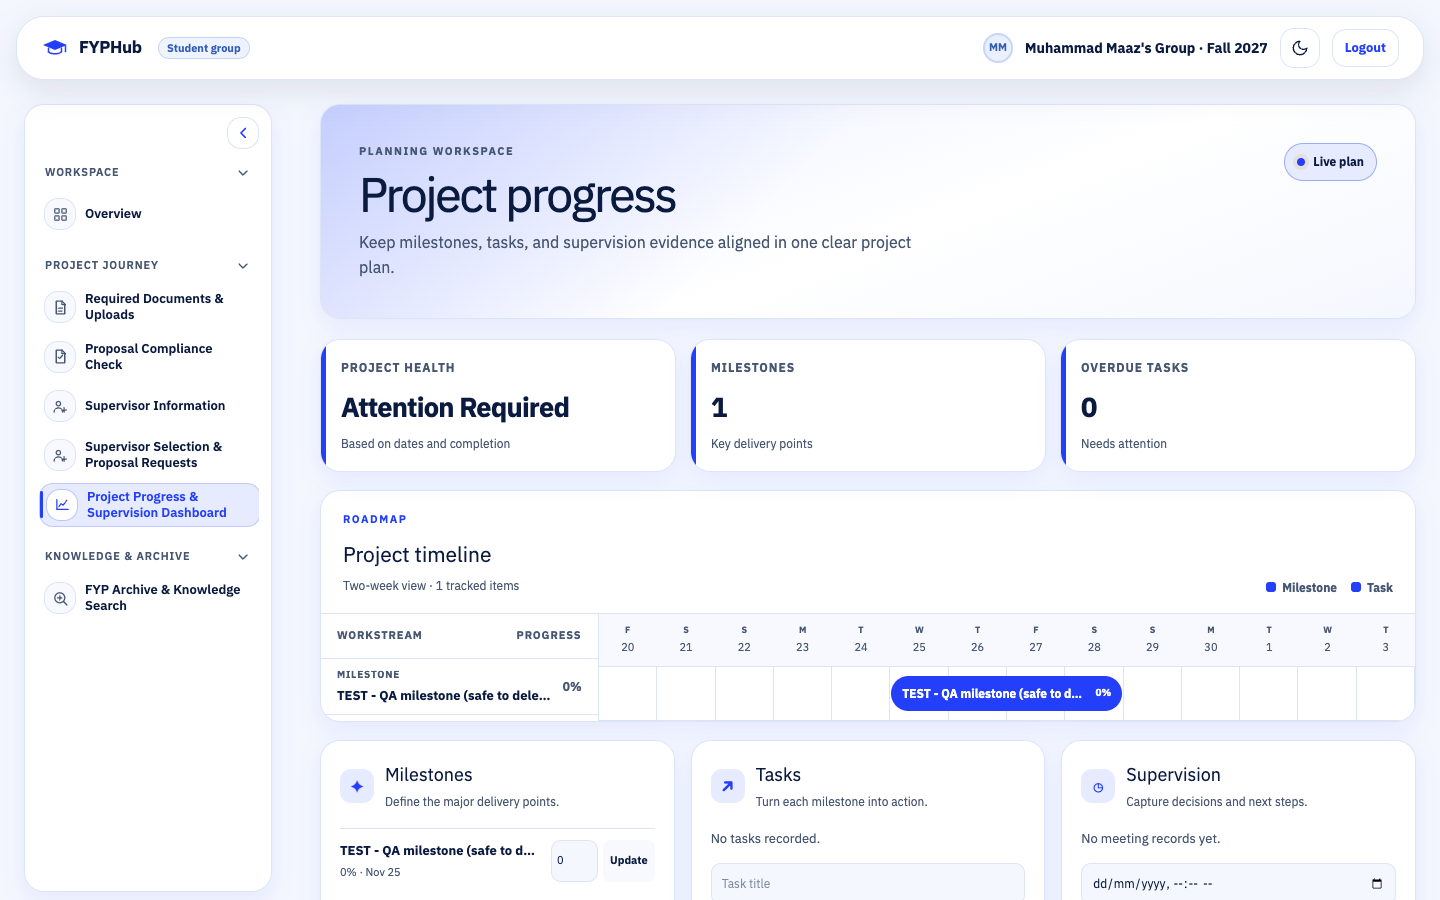 FYPHub
Student group
MM
Muhammad Maaz's Group · Fall 2027
Logout
WORKSPACE
Overview
PROJECT JOURNEY
Required Documents &
Uploads
Proposal Compliance
Check
Supervisor Information
Supervisor Selection &
Proposal Requests
Project Progress &
Supervision Dashboard
KNOWLEDGE & ARCHIVE
FYP Archive & Knowledge
Search
PLANNING WORKSPACE
Project progress
Keep milestones, tasks, and supervision evidence aligned in one clear project
plan.
Live plan
PROJECT HEALTH
Attention Required
Based on dates and completion
MILESTONES
1
Key delivery points
OVERDUE TASKS
0
Needs attention
ROADMAP
Project timeline
Two-week view · 1 tracked items
Milestone
Task
WORKSTREAM PROGRESS
F S S M T W T F S S M T W T
20 21 22 23 24 25 26 27 28 29 30 1 2 3
MILESTONE
TEST - QA milestone (safe to dele...
0%
TEST - QA milestone (safe to d... 0%
Milestones
Define the major delivery points.
TEST - QA milestone (safe to d...
0% · Nov 25
0
Update
Tasks
Turn each milestone into action.
No tasks recorded.
Task title
Supervision
Capture decisions and next steps.
No meeting records yet.
dd/mm/yyyy, --:-- --